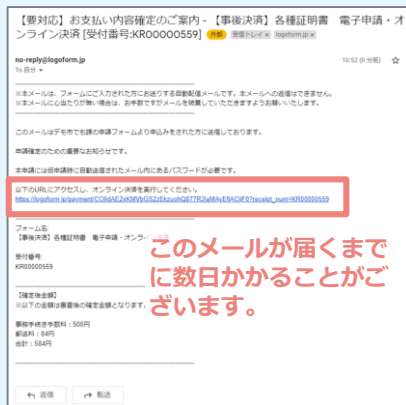 【要対応】お支払い内容確定のご案内 - 【事後決済】各種証明書　電子申請・オ
ンライン決済 [受付番号:KR00000559] 外部 受信トレイ× logoform.jp×
no-reply@logoform.jp 10:52 (0 分前) ☆
To 自分
※本メールは、フォームにご入力された方にお送りする自動配信メールです。本メールへの返信はできません。
※本メールに心当たりが無い場合は、お手数ですがメールを破棄していただきますようお願いいたします。
このメールはデモ市でも課の申請フォームより申込みをされた方に送信しております。
申請確定のための重要なお知らせです。
本申請には仮申請時に自動送信されたメール内にあるパスワードが必要です。
以下のURLにアクセスし、オンライン決済を実行してください。
フォーム名
【事後決済】各種証明書　電子申請・オンライン決済
受付番号
KR00000559
このメールが届くまで
に数日かかることがご
ざいます。
【確定後金額】
※以下の金額は審査後の確定金額となります。
事務手続き手数料：500円
郵送料：84円
合計：584円
返信 転送